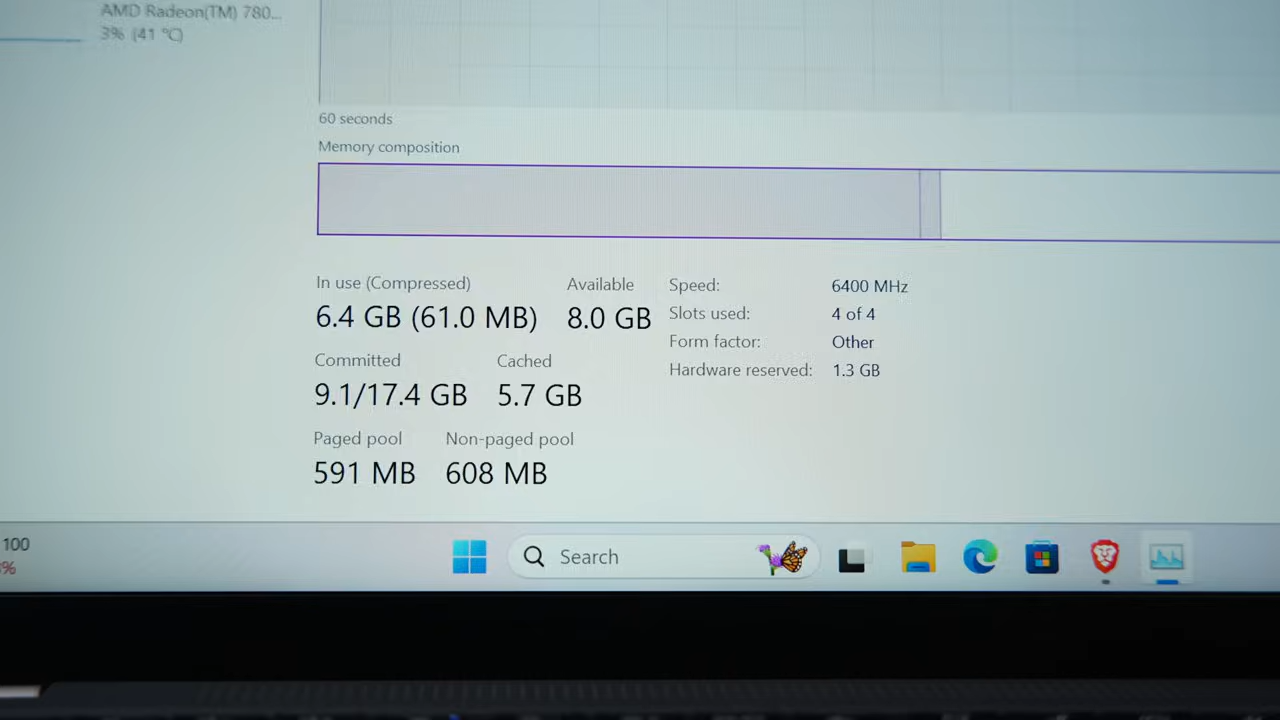 AMD Radeon(TM) 780...
3% (41 °C)
60 seconds
Memory composition
In use (Compressed)
6.4 GB (61.0 MB)
Available
8.0 GB
Committed
9.1/17.4 GB
Cached
5.7 GB
Paged pool
591 MB
Non-paged pool
608 MB
Speed: 6400 MHz
Slots used: 4 of 4
Form factor: Other
Hardware reserved: 1.3 GB
100
%
Search